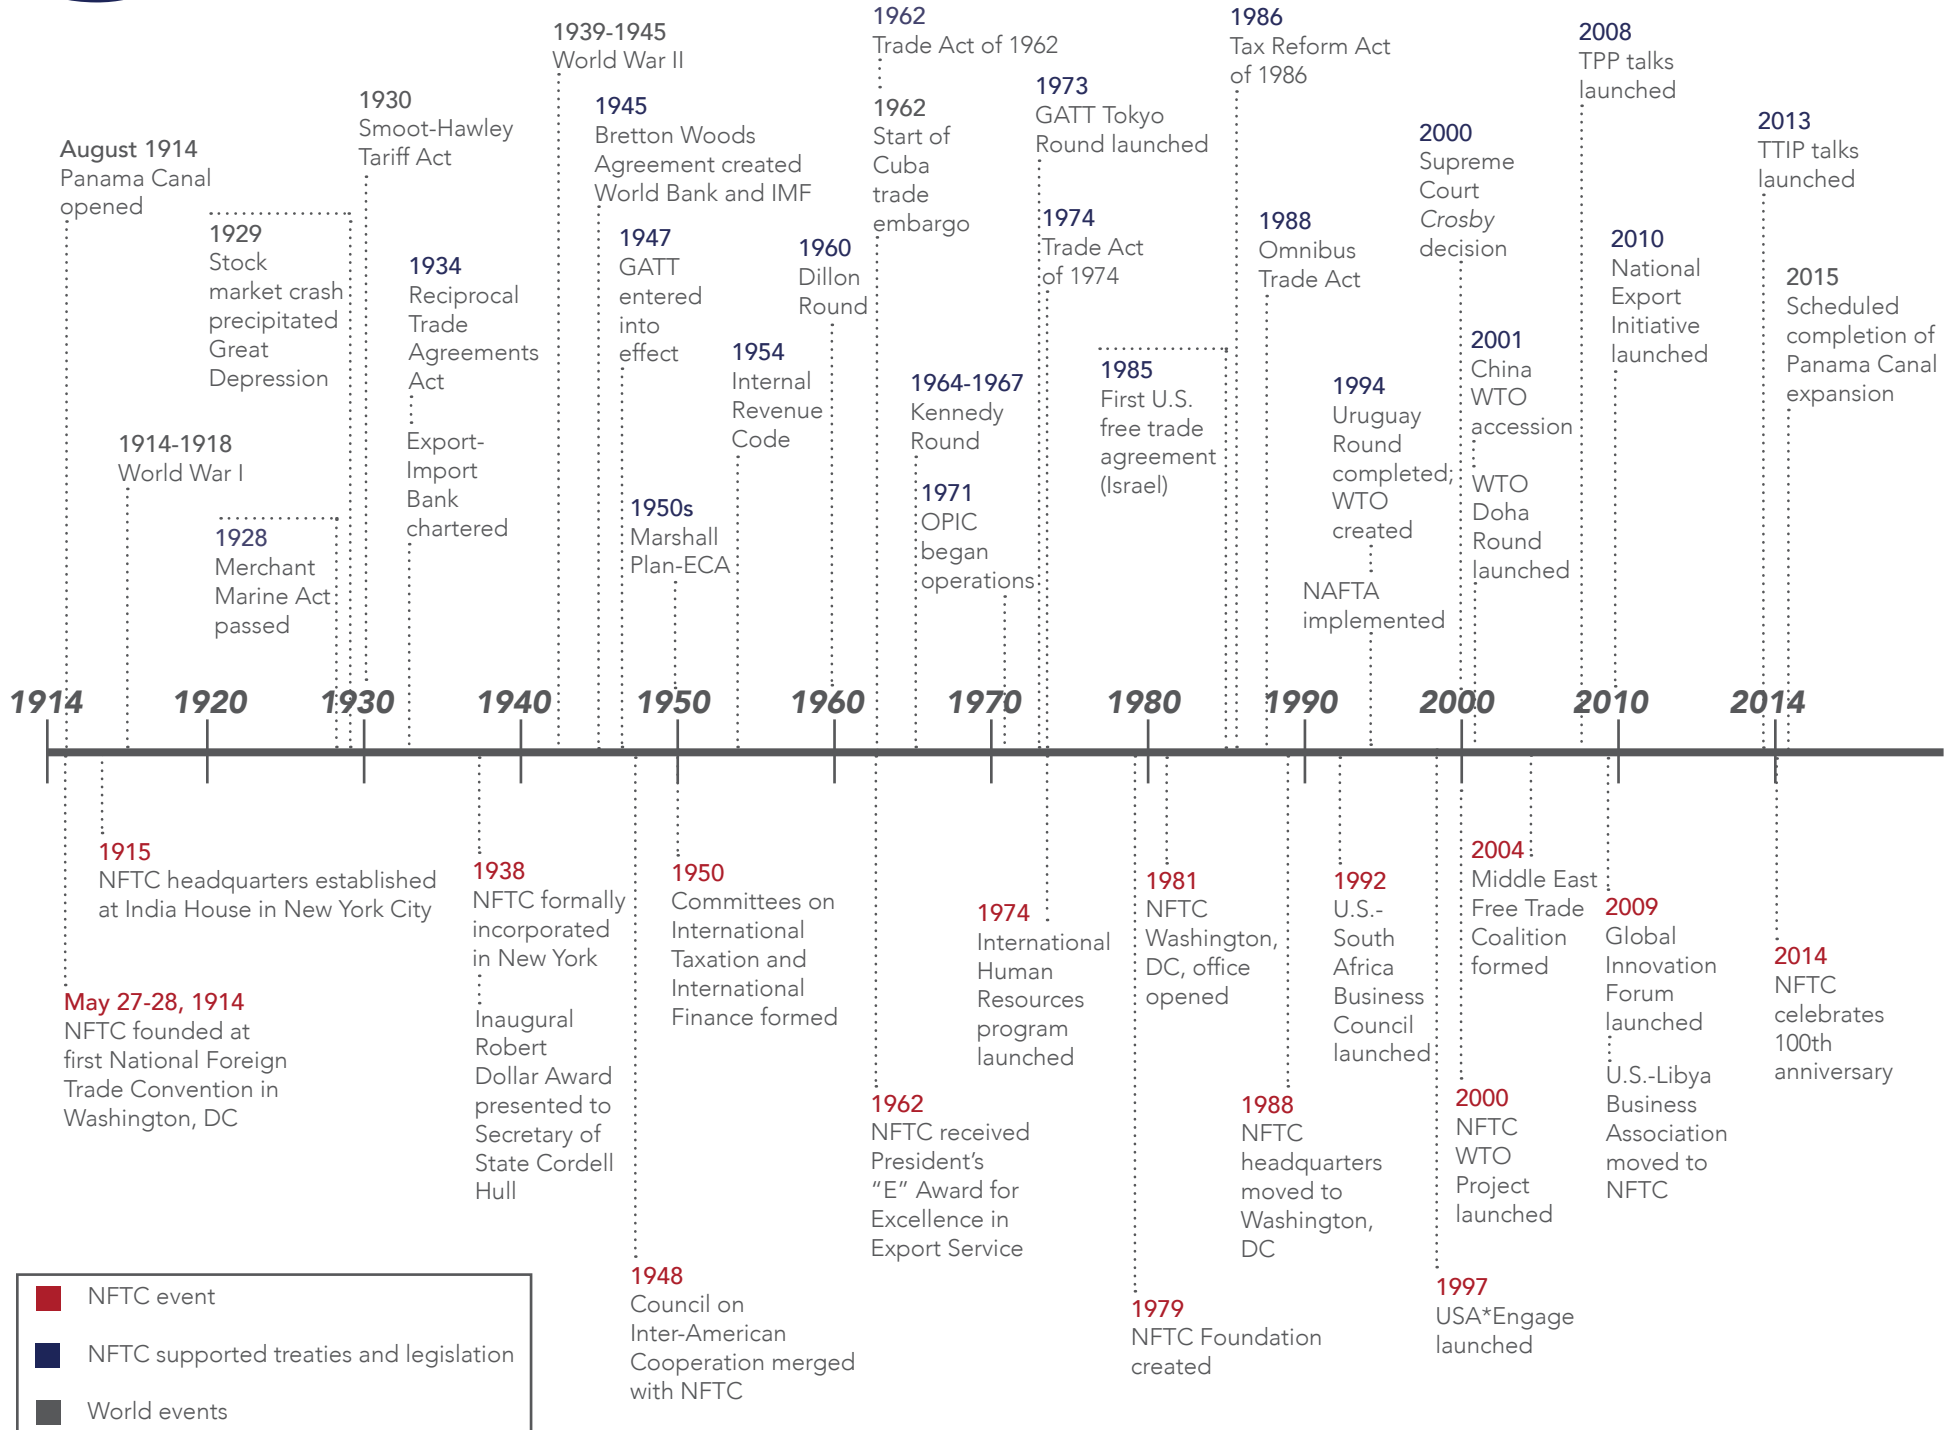 August 1914
Panama Canal
opened
1914-1918
World War I
1929
Stock
market crash
precipitated
Great
Depression
1928
Merchant
Marine Act
passed
1930
Smoot-Hawley
Tariff Act
1934
Reciprocal
Trade
Agreements
Act
Export-
Import
Bank
chartered
1939-1945
World War II
1945
Bretton Woods
Agreement created
World Bank and IMF
1947
GATT
entered
into
effect
1950s
Marshall
Plan-ECA
1954
Internal
Revenue
Code
1960
Dillon
Round
1962
Trade Act of 1962
1962
Start of
Cuba
trade
embargo
1964-1967
Kennedy
Round
1971
OPIC
began
operations
1973
GATT Tokyo
Round launched
1974
Trade Act
of 1974
1985
First U.S.
free trade
agreement
(Israel)
1986
Tax Reform Act
of 1986
1988
Omnibus
Trade Act
1994
Uruguay
Round
completed;
WTO
created
NAFTA
implemented
2000
Supreme
Court
Crosby
decision
2001
China
WTO
accession
WTO
Doha
Round
launched
2008
TPP talks
launched
2010
National
Export
Initiative
launched
2013
TTIP talks
launched
2015
Scheduled
completion of
Panama Canal
expansion
1914 1920 1930 1940 1950 1960 1970 1980 1990 2000 2010 2014
1915
NFTC headquarters established
at India House in New York City
May 27-28, 1914
NFTC founded at
first National Foreign
Trade Convention in
Washington, DC
1938
NFTC formally
incorporated
in New York
Inaugural
Robert
Dollar Award
presented to
Secretary of
State Cordell
Hull
1948
Council on
Inter-American
Cooperation merged
with NFTC
1950
Committees on
International
Taxation and
International
Finance formed
1962
NFTC received
President’s
“E” Award for
Excellence in
Export Service
1974
International
Human
Resources
program
launched
1979
NFTC Foundation
created
1981
NFTC
Washington,
DC, office
opened
1988
NFTC
headquarters
moved to
Washington,
DC
1992
U.S.-
South
Africa
Business
Council
launched
1997
USA*Engage
launched
2000
NFTC
WTO
Project
launched
2004
Middle East
Free Trade
Coalition
formed
2009
Global
Innovation
Forum
launched
U.S.-Libya
Business
Association
moved to
NFTC
2014
NFTC
celebrates
100th
anniversary
NFTC event
NFTC supported treaties and legislation
World events